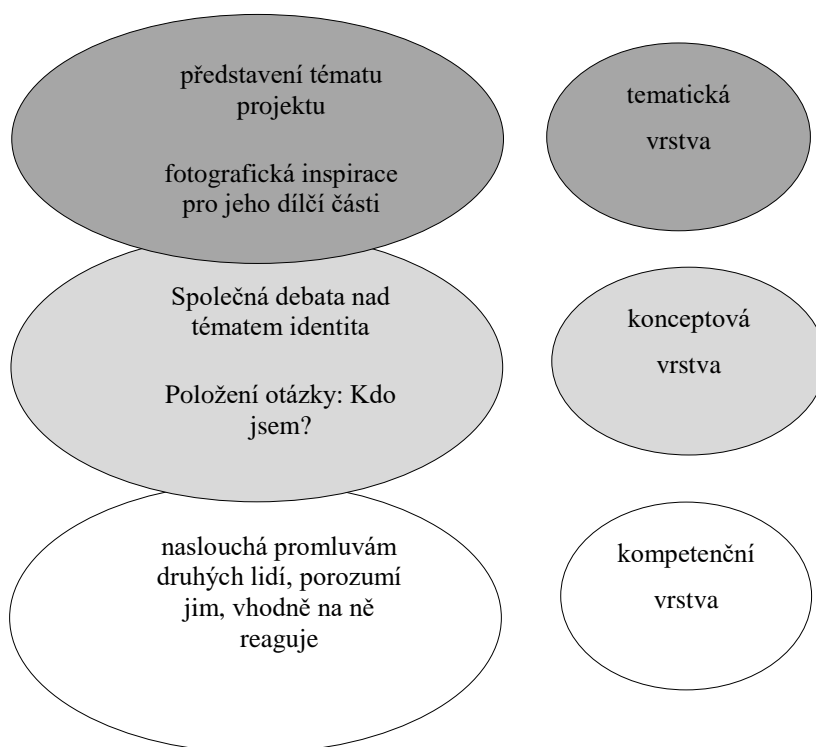 představení tématu
projektu
fotografická inspirace
pro jeho dílčí části
tematická
vrstva
Společná debata nad
tématem identita
Položení otázky: Kdo
jsem?
konceptová
vrstva
naslouchá promluvám
druhých lidí, porozumí
jim, vhodně na ně
reaguje
kompetenční
vrstva